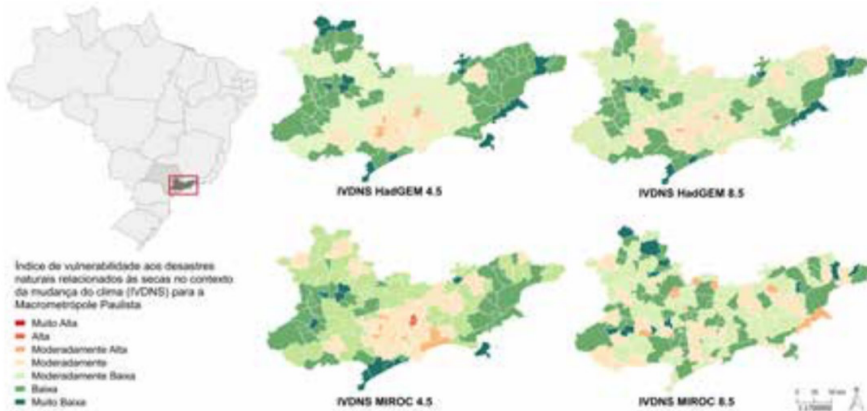 IVDNS HadGEM 4.5
IVDNS HadGEM 8.5
Índice de vulnerabilidade aos desastres
naturais relacionados às secas no contexto
da mudança do clima (IVDNS) para a
Macrometrópole Paulista
Muito Alta
Alta
Moderadamente Alta
Moderadamente
Moderadamente Baixa
Baixa
Muito Baixa
IVDNS MIROC 4.5
IVDNS MIROC 8.5